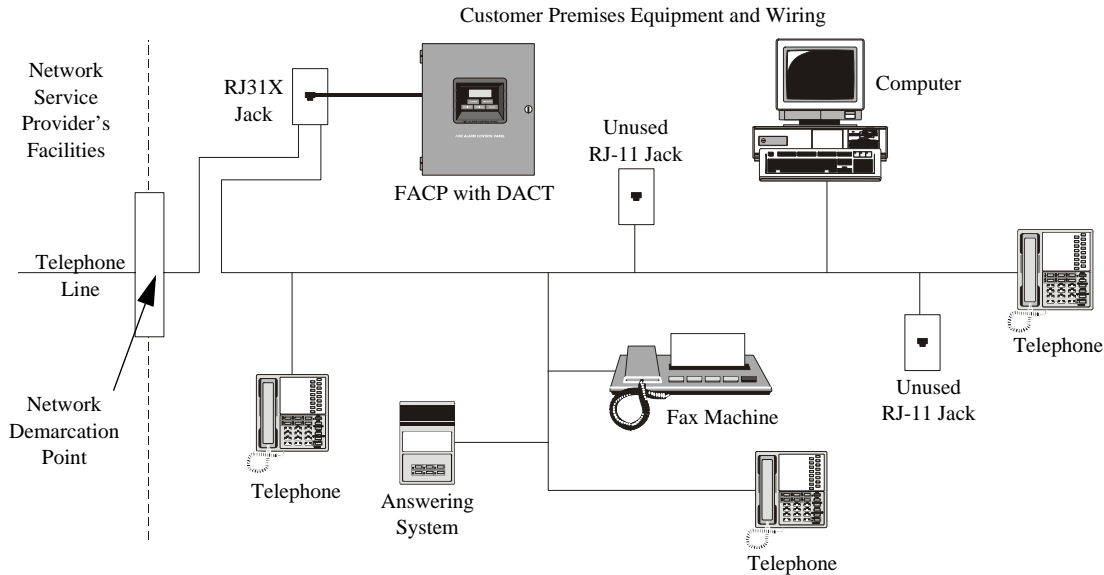 Customer Premises Equipment and Wiring
Network
Service
Provider's
Facilities
RJ31X
Jack
FACP with DACT
Unused
RJ-11 Jack
Computer
Telephone
Line
Telephone
Unused
RJ-11 Jack
Fax Machine
Network
Demarcation
Point
Telephone
Answering
System
Telephone